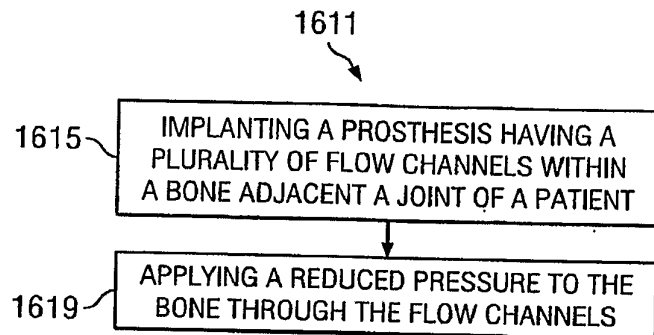 1611
1615
IMPLANTING A PROSTHESIS HAVING A
PLURALITY OF FLOW CHANNELS WITHIN
A BONE ADJACENT A JOINT OF A PATIENT
1619
APPLYING A REDUCED PRESSURE TO THE
BONE THROUGH THE FLOW CHANNELS